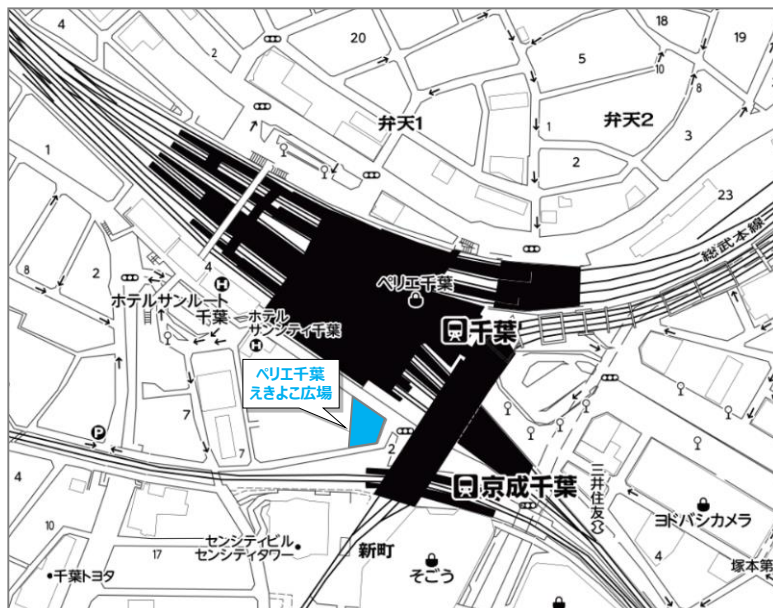 20
18
19
4
2
5
10
8
弁天1
弁天2
1
3
1
2
23
総武本線
8
2
4
ホテルサンルート
千葉
ペリエ千葉
ホテル
サンシティ千葉
千葉
ペリエ千葉
えきよこ広場
7
7
2
P
4
京成千葉
三井住友
ヨドバシカメラ
10
17
センシティビル
センシティタワー
新町
そごう
4
塚本第
千葉トヨタ